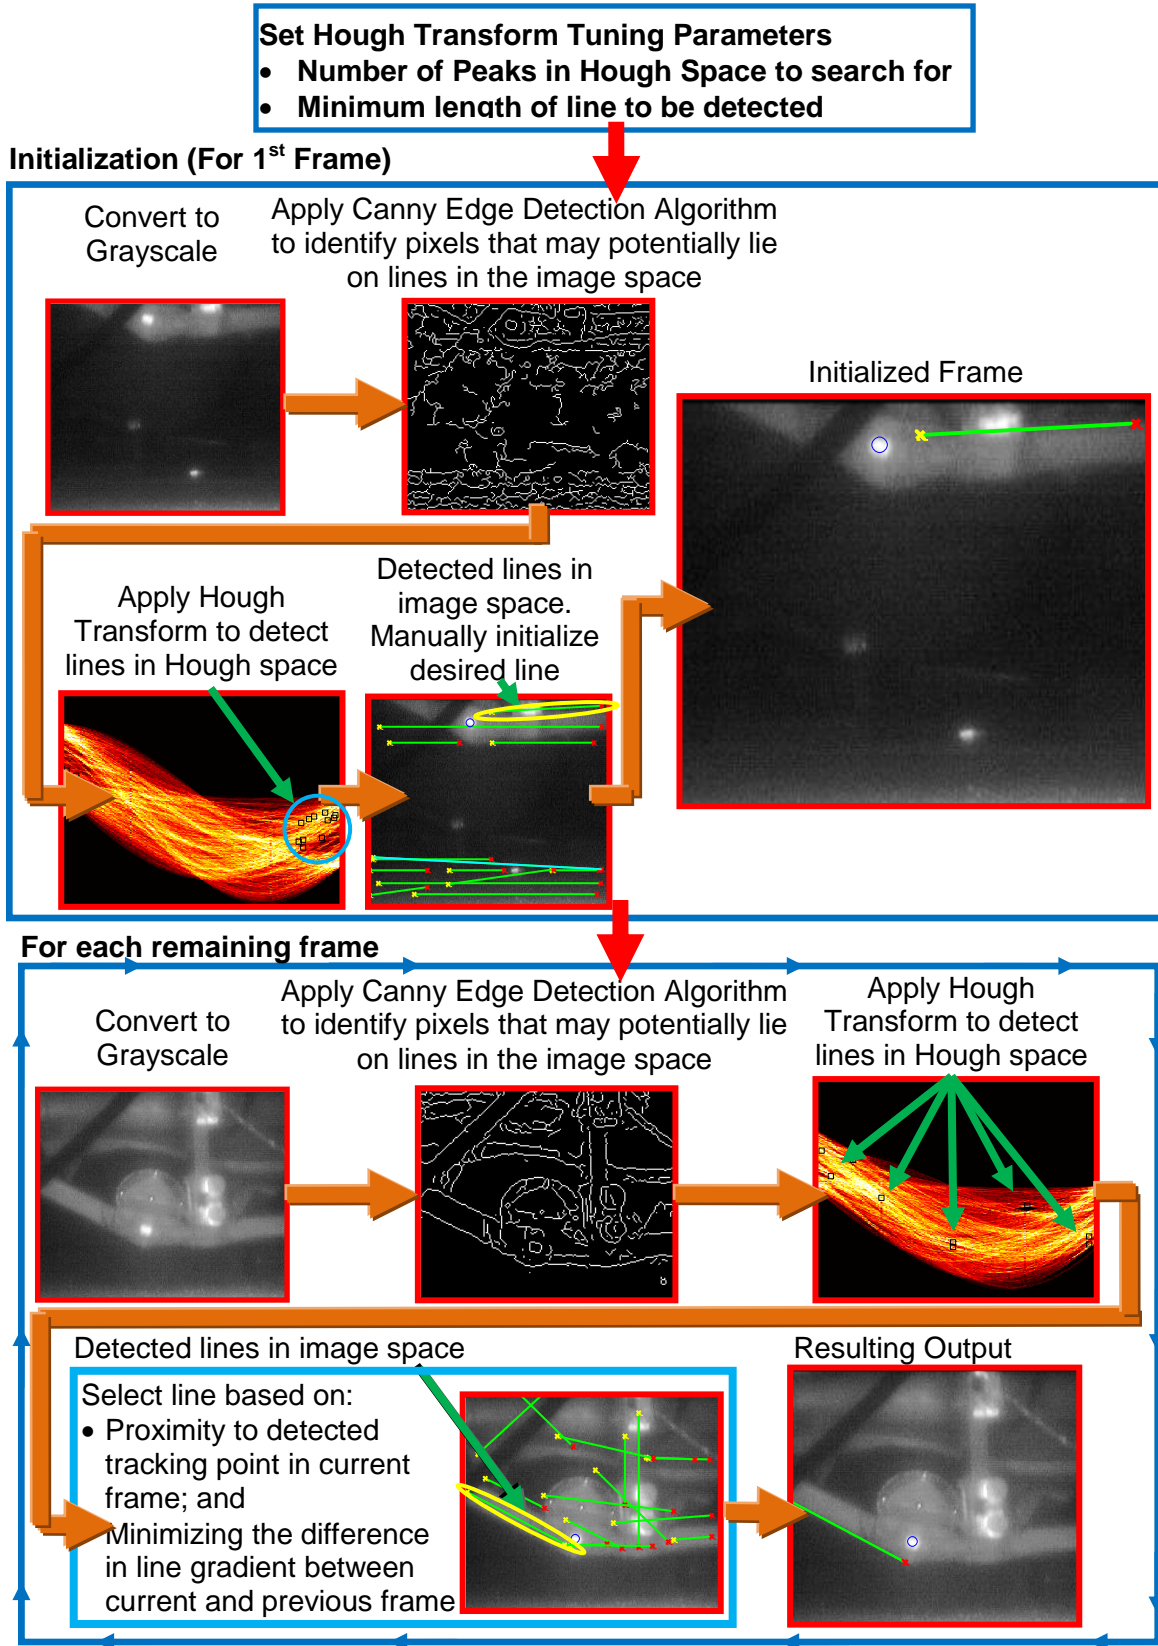 Set Hough Transform Tuning Parameters
• Number of Peaks in Hough Space to search for
• Minimum length of line to be detected
Initialization (For 1st Frame)
Convert to
Grayscale
Apply Canny Edge Detection Algorithm
to identify pixels that may potentially lie
on lines in the image space
Initialized Frame
Apply Hough
Transform to detect
lines in Hough space
Detected lines in
image space.
Manually initialize
desired line
For each remaining frame
Convert to
Grayscale
Apply Canny Edge Detection Algorithm
to identify pixels that may potentially lie
on lines in the image space
Apply Hough
Transform to detect
lines in Hough space
Detected lines in image space
Select line based on:
• Proximity to detected
tracking point in current
frame; and
• Minimizing the difference
in line gradient between
current and previous frame
Resulting Output